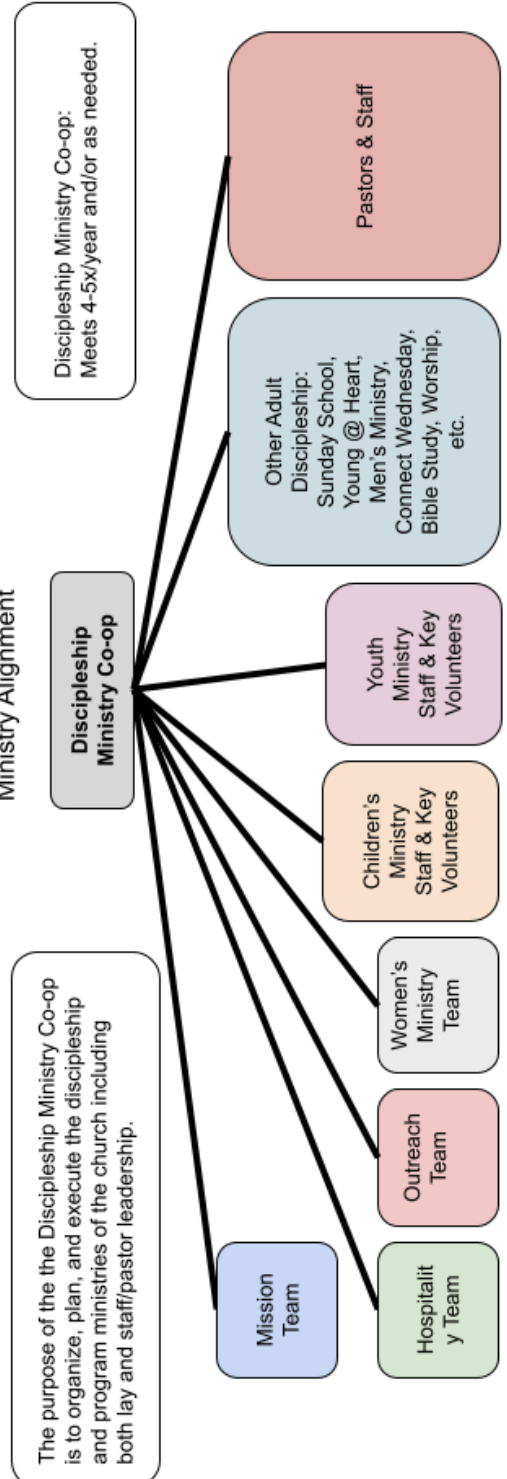 Ministry Alignment
The purpose of the the Discipleship Ministry Co-op
is to organize, plan, and execute the discipleship
and program ministries of the church including
both lay and staff/pastor leadership.
Discipleship
Ministry Co-op
Discipleship Ministry Co-op:
Meets 4-5x/year and/or as needed.
Mission
Team
Hospitalit
y Team
Outreach
Team
Women's
Ministry
Team
Children's
Ministry
Staff & Key
Volunteers
Youth
Ministry
Staff & Key
Volunteers
Other Adult
Discipleship:
Sunday School,
Young @ Heart,
Men's Ministry,
Connect Wednesday,
Bible Study, Worship,
etc.
Pastors & Staff